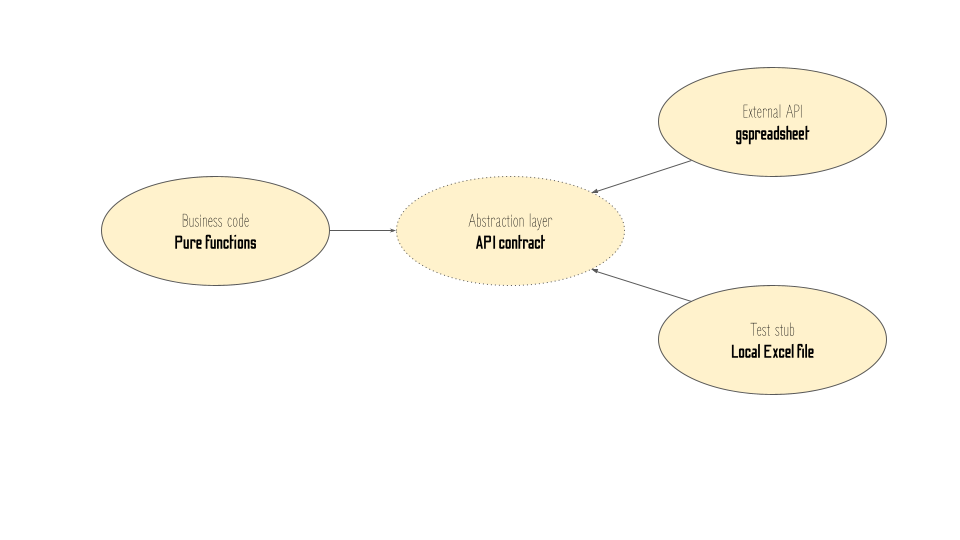 External API
gspreadsheet
Business code
Pure functions
Abstraction layer
API contract
Test stub
Local Excel file